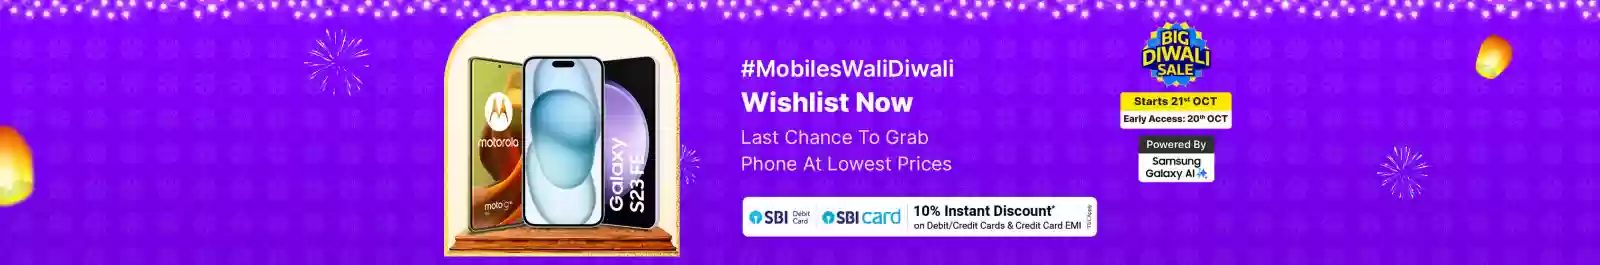 motorola
moto g
Galaxy
S23 FE
#MobilesWaliDiwali
Wishlist Now
Last Chance To Grab
Phone At Lowest Prices
SBI Debit Card
SBI card
10% Instant Discount*
on Debit/Credit Cards & Credit Card EMI
*T&C Apply
BIG
DIWALI
SALE
Starts 21st OCT
Early Access: 20th OCT
Powered By
Samsung
Galaxy AI